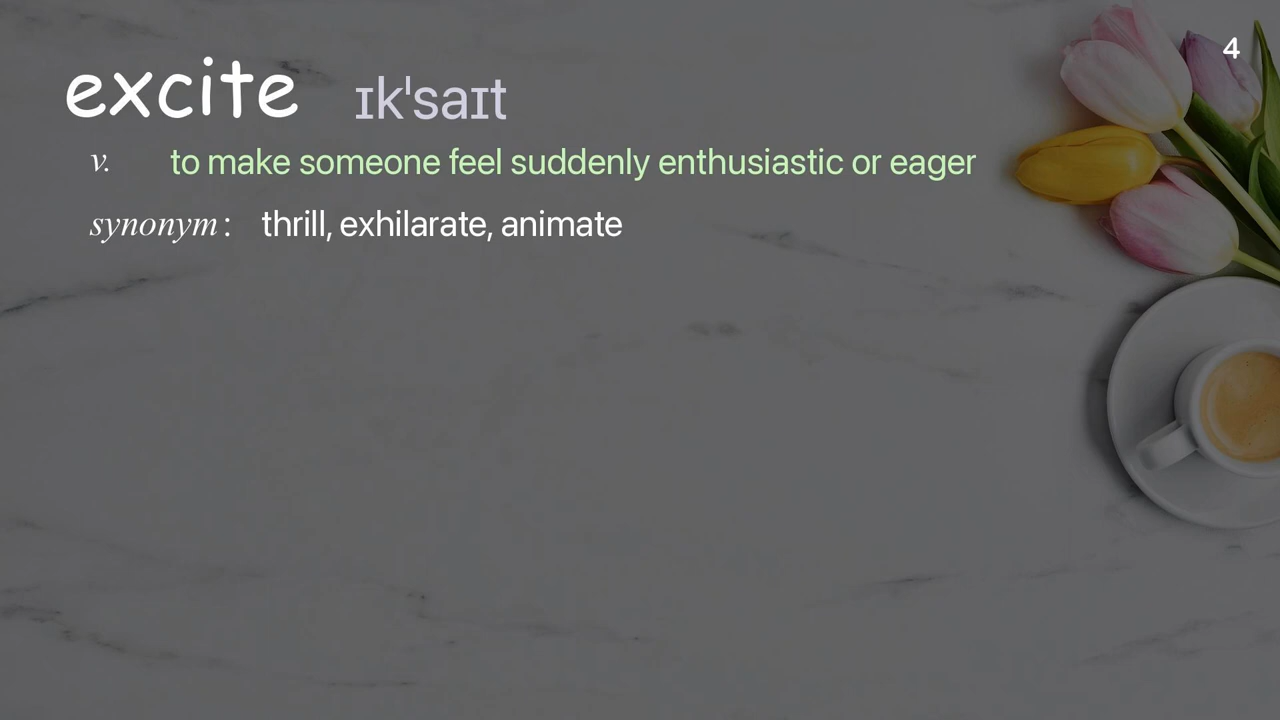 4
excite ɪkˈsaɪt
v. to make someone feel suddenly enthusiastic or eager
synonym: thrill, exhilarate, animate